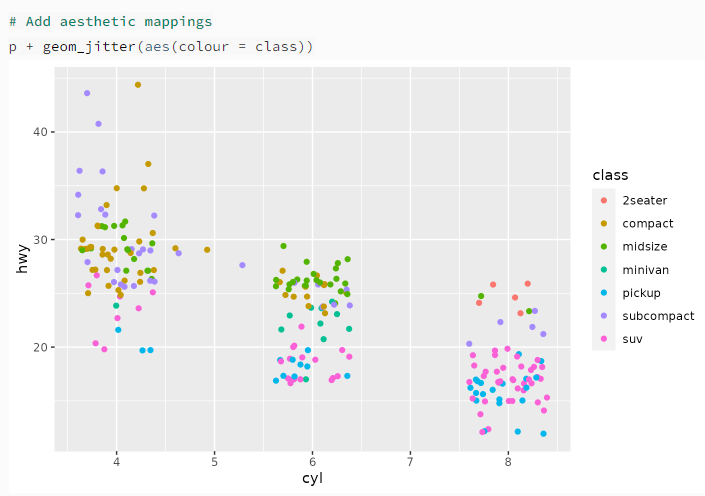 # Add aesthetic mappings
p + geom_jitter(aes(colour = class))
40
30
20
hwy
4
5
6
7
8
cyl
class
2seater
compact
midsize
minivan
pickup
subcompact
suv